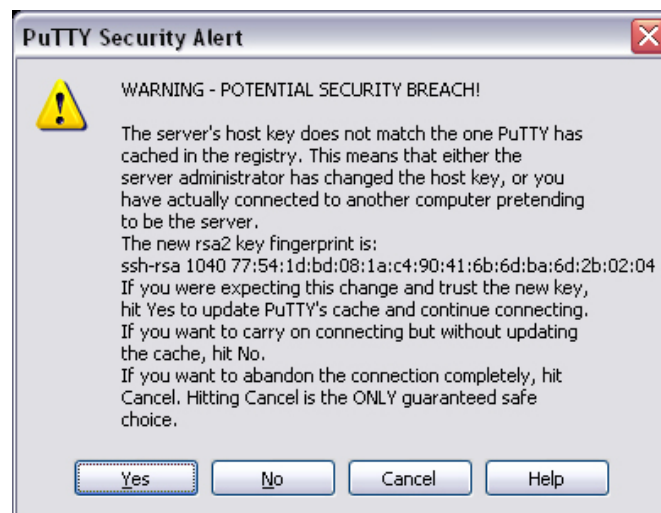 PuTTY Security Alert
WARNING - POTENTIAL SECURITY BREACH!
The server's host key does not match the one PuTTY has
cached in the registry. This means that either the
server administrator has changed the host key, or you
have actually connected to another computer pretending
to be the server.
The new rsa2 key fingerprint is:
ssh-rsa 1040 77:54:1d:bd:08:1a:c4:90:41:6b:6d:ba:6d:2b:02:04
If you were expecting this change and trust the new key,
hit Yes to update PuTTY's cache and continue connecting.
If you want to carry on connecting but without updating
the cache, hit No.
If you want to abandon the connection completely, hit
Cancel. Hitting Cancel is the ONLY guaranteed safe
choice.
Yes No Cancel Help